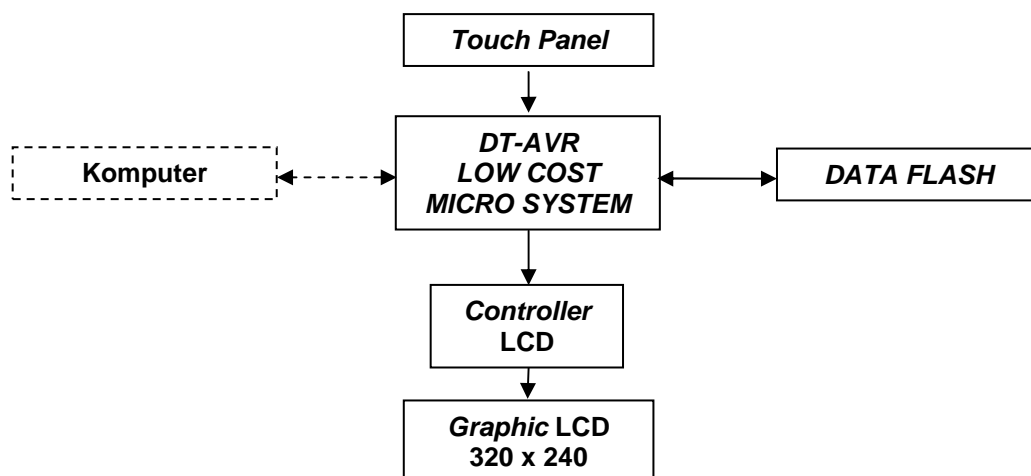 Touch Panel
Komputer
DT-AVR
LOW COST
MICRO SYSTEM
DATA FLASH
Controller
LCD
Graphic LCD
320 x 240